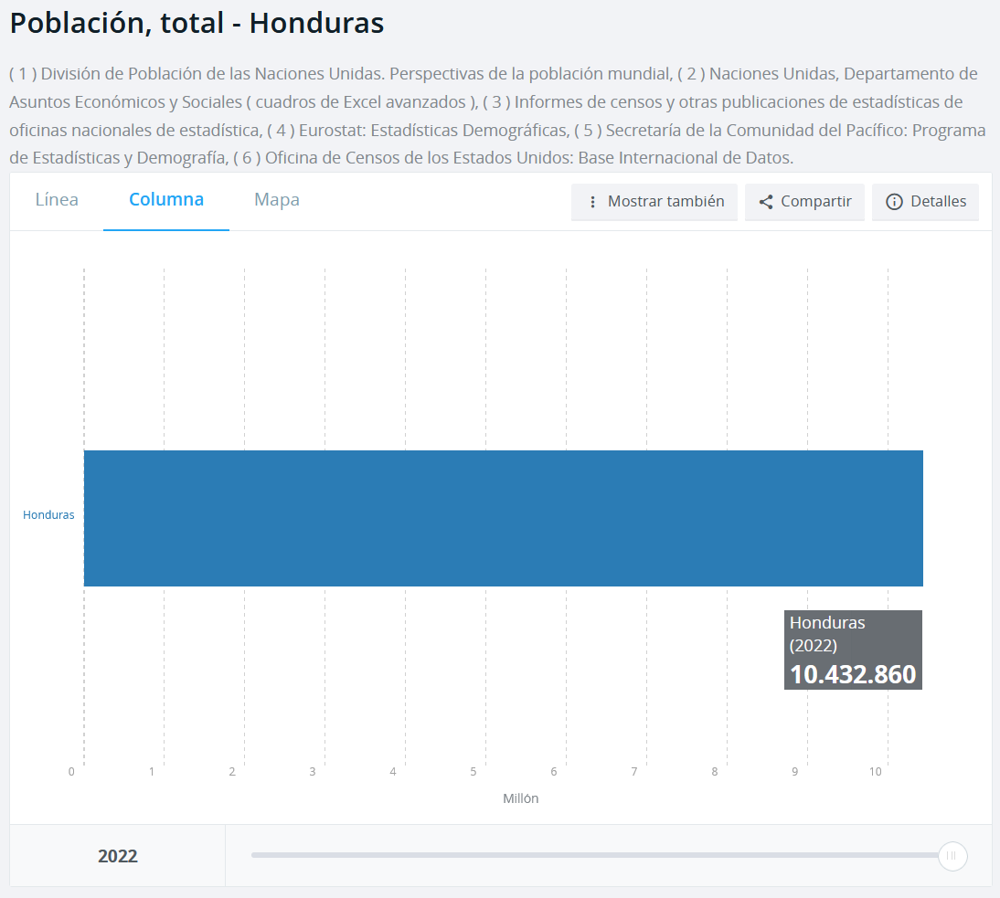 Población, total - Honduras
( 1 ) División de Población de las Naciones Unidas. Perspectivas de la población mundial, ( 2 ) Naciones Unidas, Departamento de
Asuntos Económicos y Sociales ( cuadros de Excel avanzados ), ( 3 ) Informes de censos y otras publicaciones de estadísticas de
oficinas nacionales de estadística, ( 4 ) Eurostat: Estadísticas Demográficas, ( 5 ) Secretaría de la Comunidad del Pacífico: Programa
de Estadísticas y Demografía, ( 6 ) Oficina de Censos de los Estados Unidos: Base Internacional de Datos.
Línea Columna Mapa Mostrar también Compartir Detalles
Honduras
Honduras
(2022)
10.432.860
0 1 2 3 4 5 6 7 8 9 10
Millón
2022